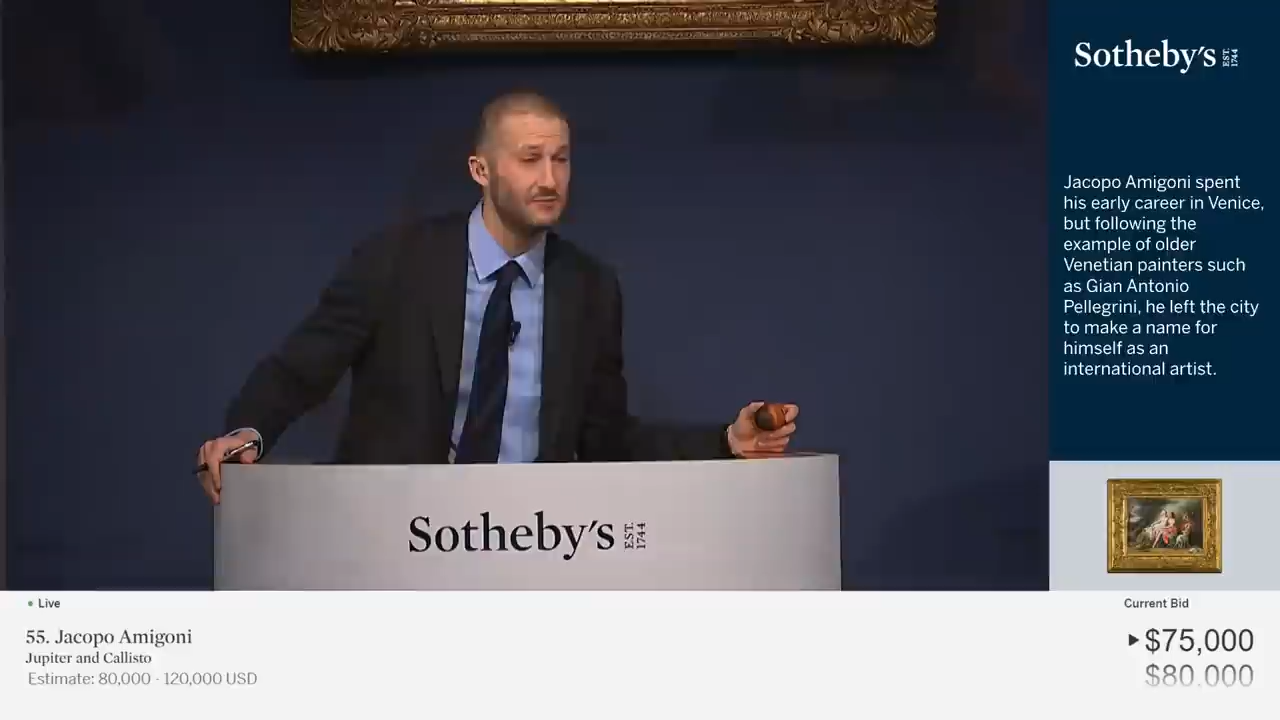 Sotheby's EST. 1744
Jacopo Amigoni spent
his early career in Venice,
but following the
example of older
Venetian painters such
as Gian Antonio
Pellegrini, he left the city
to make a name for
himself as an
international artist.
Sotheby's EST. 1744
Live
55. Jacopo Amigoni
Jupiter and Callisto
Estimate: 80,000 - 120,000 USD
Current Bid
$75,000
$80,000